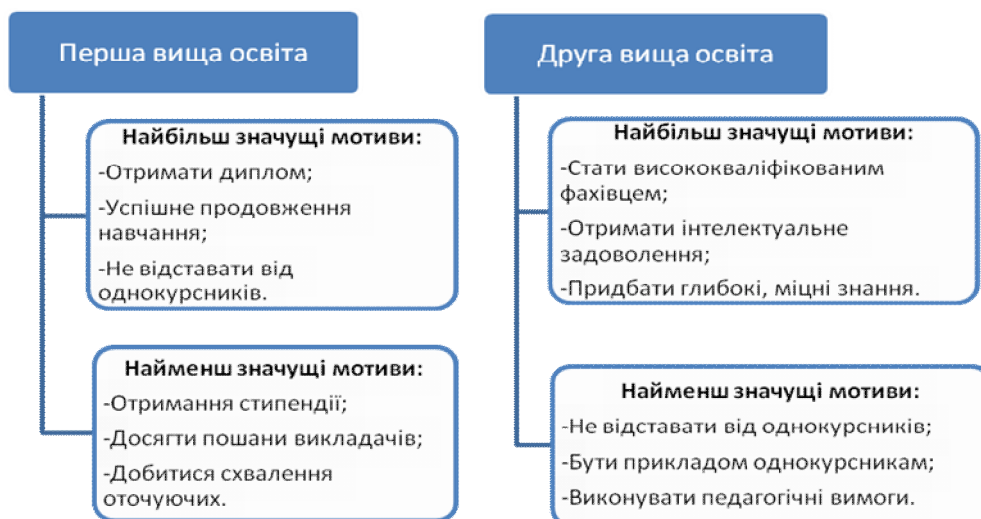 Перша вища освіта
Найбільш значущі мотиви:
-Отримати диплом;
-Успішне продовження
навчання;
-Не відставати від
однокурсників.
Найменш значущі мотиви:
-Отримання стипендії;
-Досягти пошани викладачів;
-Добитися схвалення
оточуючих.
Друга вища освіта
Найбільш значущі мотиви:
-Стати висококваліфікованим
фахівцем;
-Отримати інтелектуальне
задоволення;
-Придбати глибокі, міцні знання.
Найменш значущі мотиви:
-Не відставати від однокурсників;
-Бути прикладом однокурсникам;
-Виконувати педагогічні вимоги.